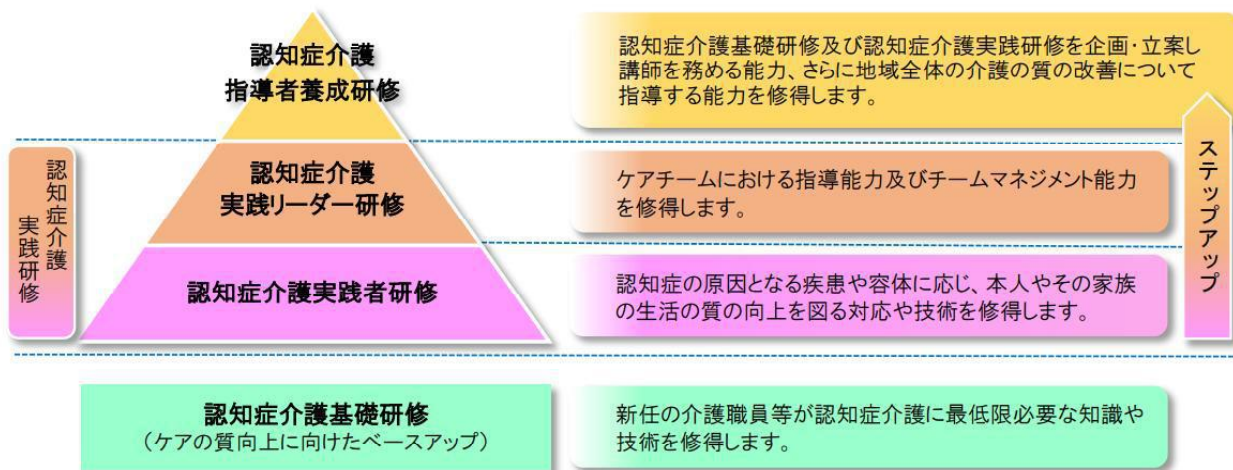 認知症介護
指導者養成研修
認知症介護基礎研修及び認知症介護実践研修を企画・立案し
講師を務める能力、さらに地域全体の介護の質の改善について
指導する能力を修得します。
認知症介護
実践研修
認知症介護
実践リーダー研修
ケアチームにおける指導能力及びチームマネジメント能力
を修得します。
ステップアップ
認知症介護実践者研修
認知症の原因となる疾患や容体に応じ、本人やその家族
の生活の質の向上を図る対応や技術を修得します。
認知症介護基礎研修
（ケアの質向上に向けたベースアップ）
新任の介護職員等が認知症介護に最低限必要な知識や
技術を修得します。